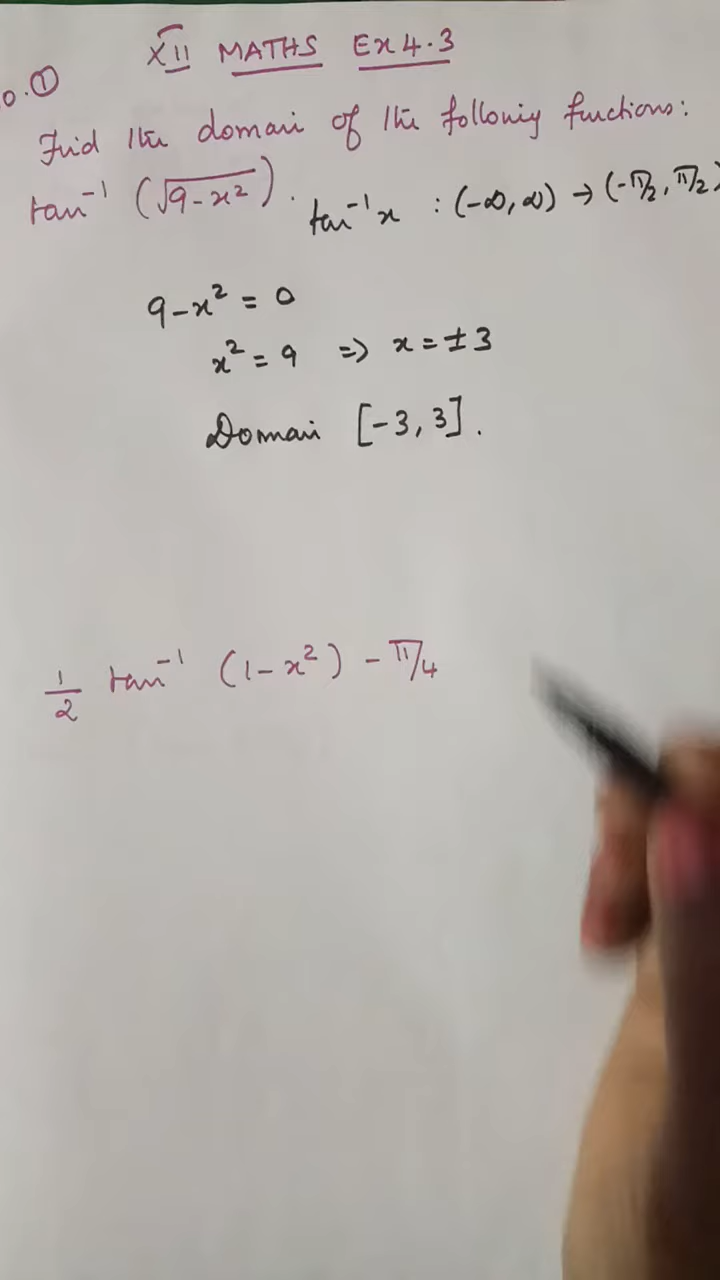 XII MATHS Ex 4.3
o. ①
Find the domain of the following functions:
tan⁻¹ (√9-x²). tan⁻¹x : (-∞, ∞) → (-π/2, π/2)
9-x² = 0
x² = 9 => x = ±3
Domain [-3, 3].
1/2 tan⁻¹ (1-x²) - π/4